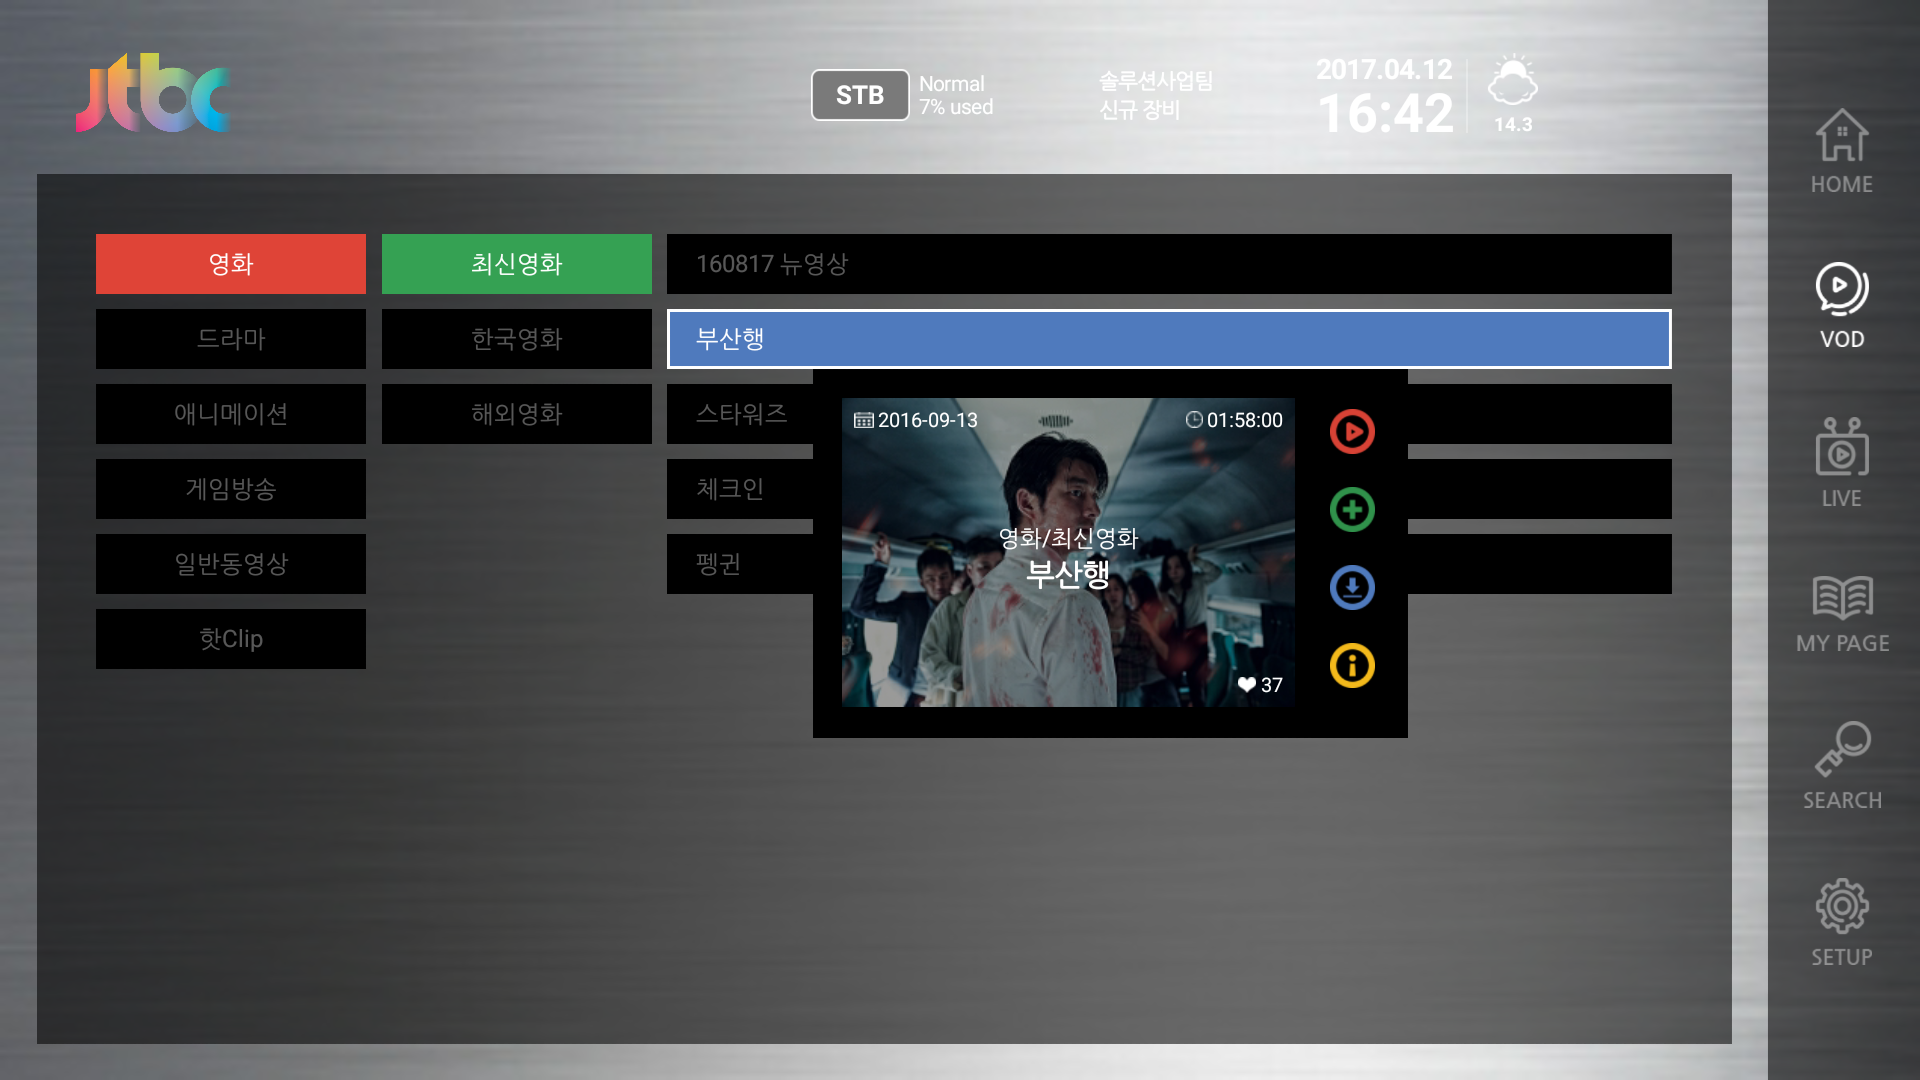 jtbc
STB
Normal
7% used
솔루션사업팀
신규 장비
2017.04.12
16:42
14.3
영화
드라마
애니메이션
게임방송
일반동영상
핫Clip
최신영화
한국영화
해외영화
160817 뉴영상
부산행
스타워즈
체크인
펭귄
2016-09-13
01:58:00
영화/최신영화
부산행
37
HOME
VOD
LIVE
MY PAGE
SEARCH
SETUP